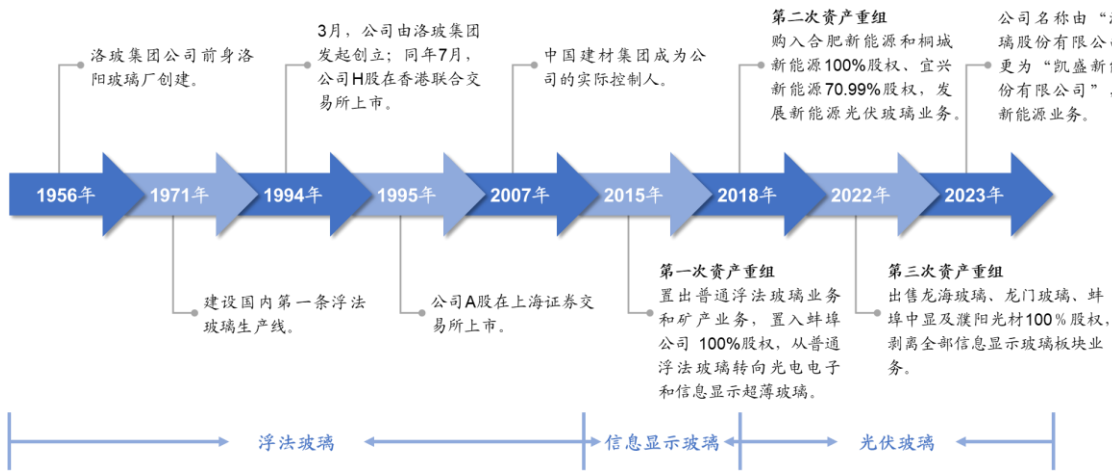 洛玻集团公司前身洛
阳玻璃厂创建。
3月，公司由洛玻集团
发起创立；同年7月，
公司H股在香港联合交
易所上市。
中国建材集团成为公
司的实际控制人。
第二次资产重组
购入合肥新能源和桐城
新能源100%股权、宜兴
新能源70.99%股权，发
展新能源光伏玻璃业务。
公司名称由“
璃股份有限公
更为“凯盛新
份有限公司”，
新能源业务。
1956年
1971年
1994年
1995年
2007年
2015年
2018年
2022年
2023年
建设国内第一条浮法
玻璃生产线。
公司A股在上海证券交
易所上市。
第一次资产重组
置出普通浮法玻璃业务
和矿产业务，置入蚌埠
公司 100%股权，从普通
浮法玻璃转向光电电子
和信息显示超薄玻璃。
第三次资产重组
出售龙海玻璃、龙门玻璃、蚌
埠中显及濮阳光材100%股权，
剥离全部信息显示玻璃板块业
务。
浮法玻璃
信息显示玻璃
光伏玻璃